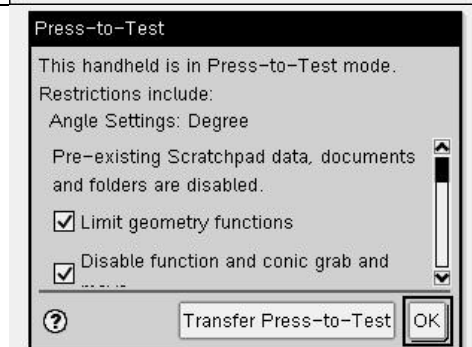 Press-to-Test
This handheld is in Press-to-Test mode.
Restrictions include:
Angle Settings: Degree
Pre-existing Scratchpad data, documents
and folders are disabled.
Limit geometry functions
Disable function and conic grab and
?
Transfer Press-to-Test
OK